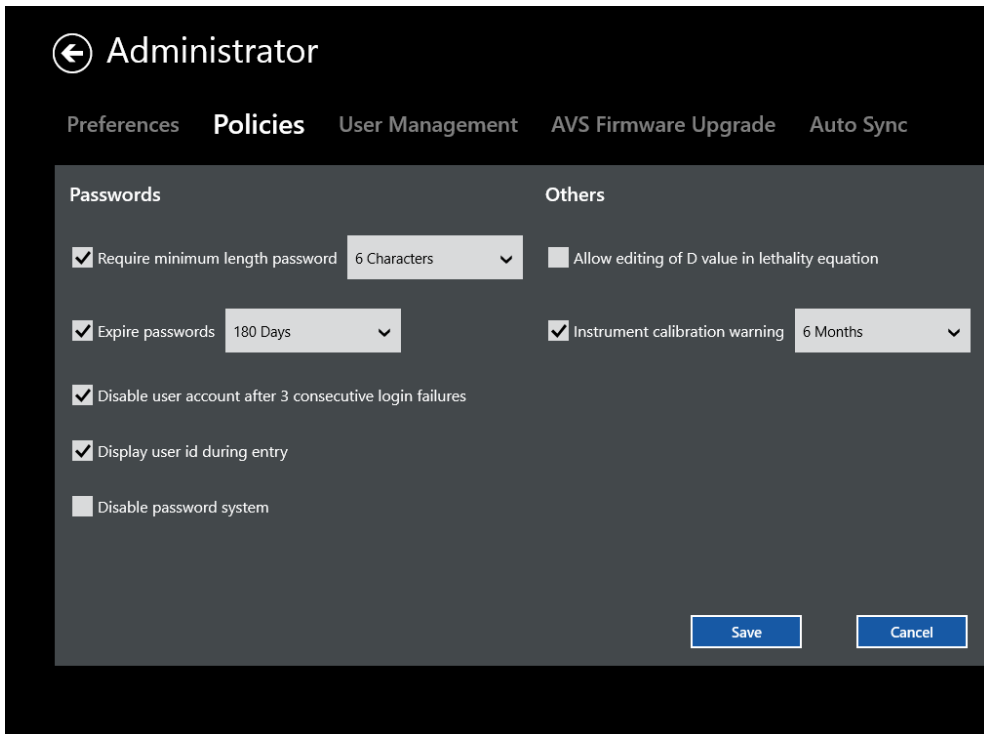 Administrator
Preferences Policies User Management AVS Firmware Upgrade Auto Sync
Passwords
Require minimum length password 6 Characters
Expire passwords 180 Days
Disable user account after 3 consecutive login failures
Display user id during entry
Disable password system
Others
Allow editing of D value in lethality equation
Instrument calibration warning 6 Months
Save Cancel